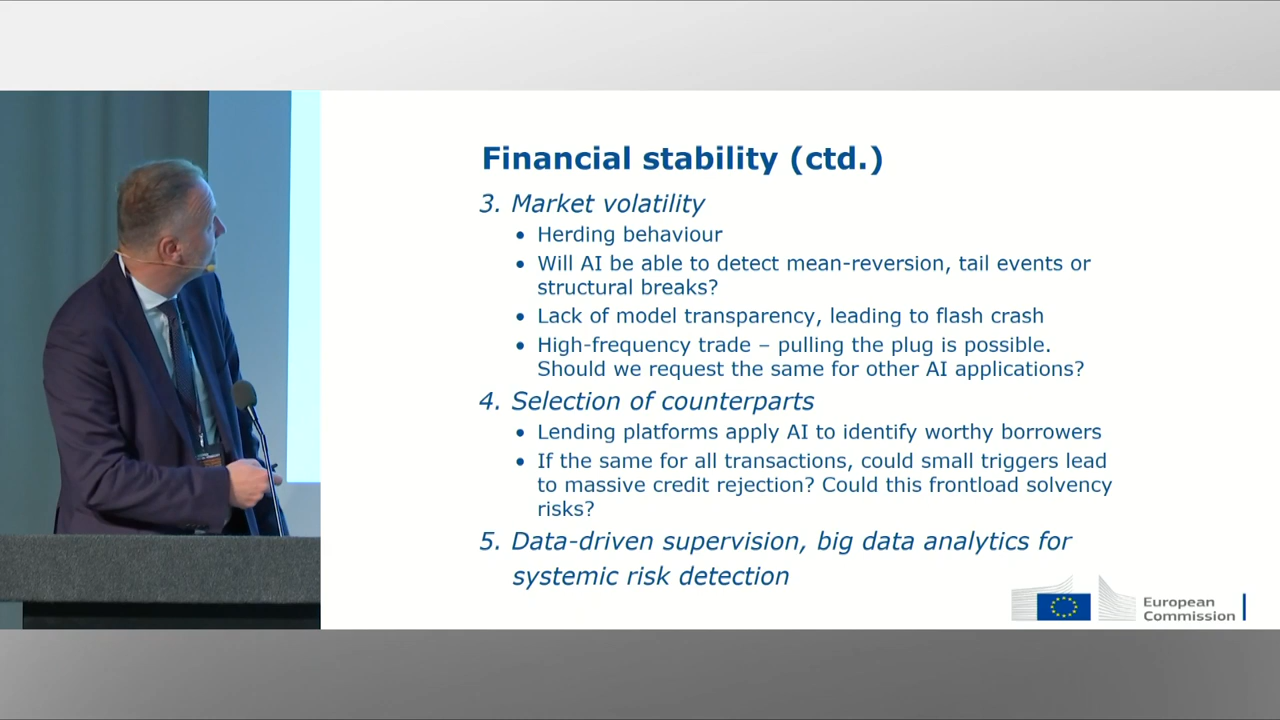 Financial stability (ctd.)
3. Market volatility
• Herding behaviour
• Will AI be able to detect mean-reversion, tail events or
structural breaks?
• Lack of model transparency, leading to flash crash
• High-frequency trade – pulling the plug is possible.
Should we request the same for other AI applications?
4. Selection of counterparts
• Lending platforms apply AI to identify worthy borrowers
• If the same for all transactions, could small triggers lead
to massive credit rejection? Could this frontload solvency
risks?
5. Data-driven supervision, big data analytics for
systemic risk detection
European
Commission